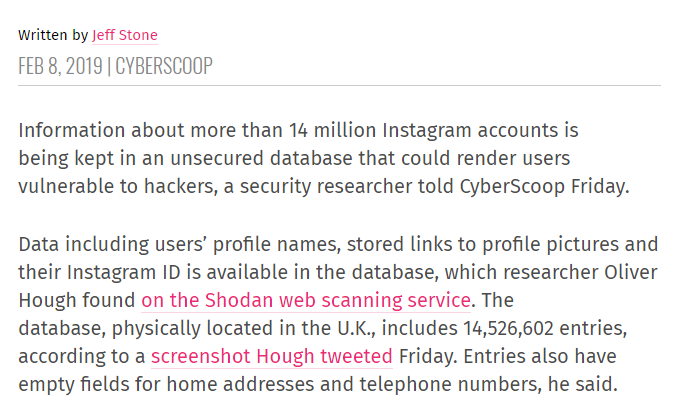 Written by Jeff Stone
FEB 8, 2019 | CYBERSCOOP
Information about more than 14 million Instagram accounts is
being kept in an unsecured database that could render users
vulnerable to hackers, a security researcher told CyberScoop Friday.
Data including users’ profile names, stored links to profile pictures and
their Instagram ID is available in the database, which researcher Oliver
Hough found on the Shodan web scanning service. The
database, physically located in the U.K., includes 14,526,602 entries,
according to a screenshot Hough tweeted Friday. Entries also have
empty fields for home addresses and telephone numbers, he said.